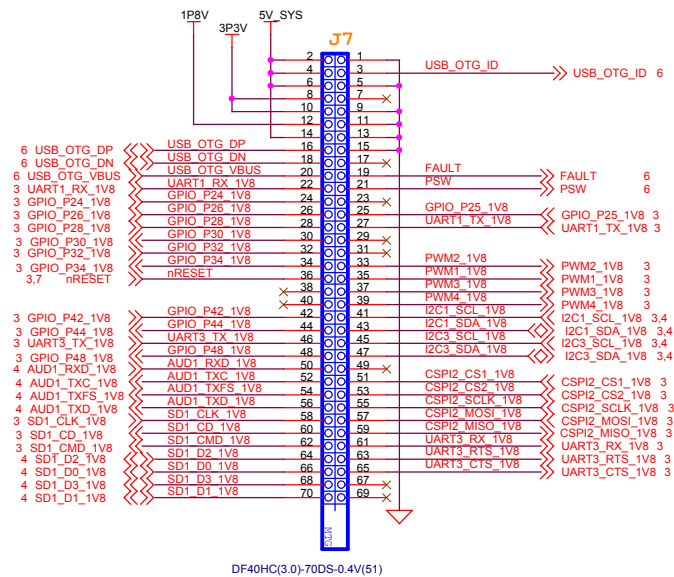 1P8V 5V_SYS
3P3V
J7
2 1
4 3 USB_OTG_ID USB_OTG_ID 6
6 5
8 7
10 9
12 11
14 13
6 USB_OTG_DP USB_OTG_DP 16 15
6 USB_OTG_DN USB_OTG_DN 18 17
6 USB_OTG_VBUS USB_OTG_VBUS 20 19 FAULT FAULT 6
3 UART1_RX_1V8 UART1_RX_1V8 22 21 PSW PSW 6
3 GPIO_P24_1V8 GPIO_P24_1V8 24 23
3 GPIO_P26_1V8 GPIO_P26_1V8 26 25 GPIO_P25_1V8 GPIO_P25_1V8 3
3 GPIO_P28_1V8 GPIO_P28_1V8 28 27 UART1_TX_1V8 UART1_TX_1V8 3
3 GPIO_P30_1V8 GPIO_P30_1V8 30 29
3 GPIO_P32_1V8 GPIO_P32_1V8 32 31
3 GPIO_P34_1V8 GPIO_P34_1V8 34 33 PWM2_1V8 PWM2_1V8 3
3,7 nRESET nRESET 36 35 PWM1_1V8 PWM1_1V8 3
38 37 PWM3_1V8 PWM3_1V8 3
40 39 PWM4_1V8 PWM4_1V8 3
3 GPIO_P42_1V8 GPIO_P42_1V8 42 41 I2C1_SCL_1V8 I2C1_SCL_1V8 3,4
3 GPIO_P44_1V8 GPIO_P44_1V8 44 43 I2C1_SDA_1V8 I2C1_SDA_1V8 3,4
3 UART3_TX_1V8 UART3_TX_1V8 46 45 I2C3_SCL_1V8 I2C3_SCL_1V8 3,4
3 GPIO_P48_1V8 GPIO_P48_1V8 48 47 I2C3_SDA_1V8 I2C3_SDA_1V8 3,4
4 AUD1_RXD_1V8 AUD1_RXD_1V8 50 49
4 AUD1_TXC_1V8 AUD1_TXC_1V8 52 51 CSPI2_CS1_1V8 CSPI2_CS1_1V8 3
4 AUD1_TXFS_1V8 AUD1_TXFS_1V8 54 53 CSPI2_CS2_1V8 CSPI2_CS2_1V8 3
4 AUD1_TXD_1V8 AUD1_TXD_1V8 56 55 CSPI2_SCLK_1V8 CSPI2_SCLK_1V8 3
3 SD1_CLK_1V8 SD1_CLK_1V8 58 57 CSPI2_MOSI_1V8 CSPI2_MOSI_1V8 3
3 SD1_CD_1V8 SD1_CD_1V8 60 59 CSPI2_MISO_1V8 CSPI2_MISO_1V8 3
3 SD1_CMD_1V8 SD1_CMD_1V8 62 61 UART3_RX_1V8 UART3_RX_1V8 3
4 SD1_D2_1V8 SD1_D2_1V8 64 63 UART3_RTS_1V8 UART3_RTS_1V8 3
4 SD1_D0_1V8 SD1_D0_1V8 66 65 UART3_CTS_1V8 UART3_CTS_1V8 3
4 SD1_D3_1V8 SD1_D3_1V8 68 67
4 SD1_D1_1V8 SD1_D1_1V8 70 69
MTG
DF40HC(3.0)-70DS-0.4V(51)